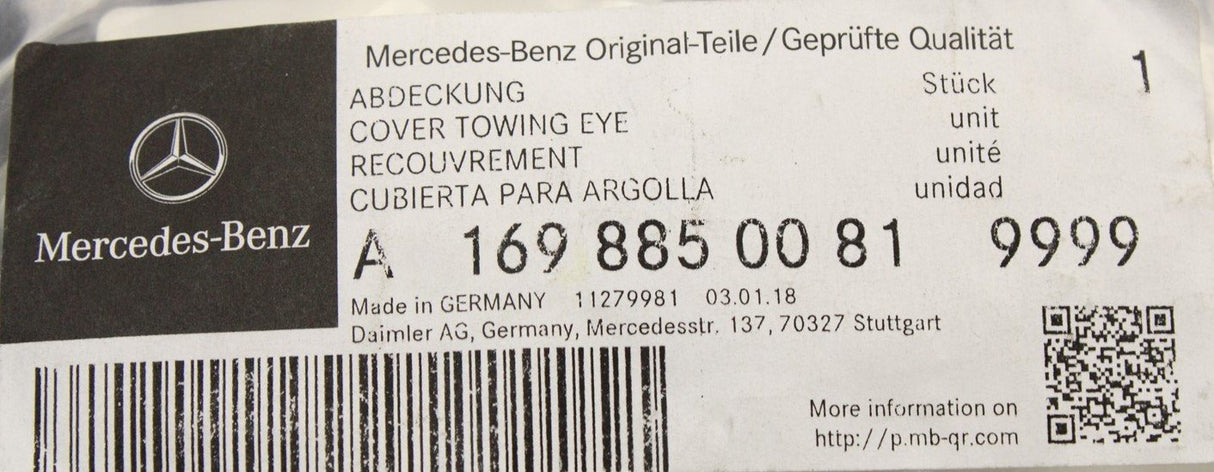 Mercedes-Benz
Mercedes-Benz Original-Teile/Geprüfte Qualität
ABDECKUNG Stück 1
COVER TOWING EYE unit
RECOUVREMENT unité
CUBIERTA PARA ARGOLLA unidad
A 169 885 00 81 9999
Made in GERMANY 11279981 03.01.18
Daimler AG, Germany, Mercedesstr. 137, 70327 Stuttgart
More information on
http://p.mb-qr.com